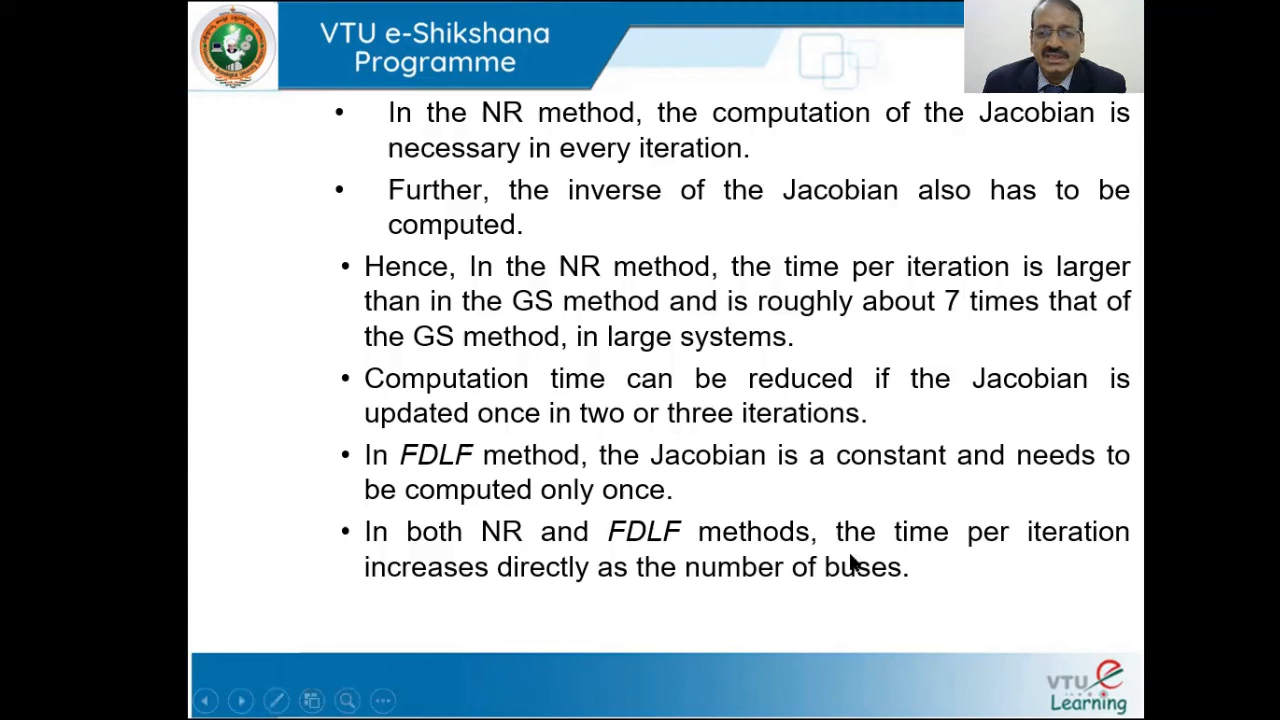 VTU e-Shikshana
Programme
• In the NR method, the computation of the Jacobian is
necessary in every iteration.
• Further, the inverse of the Jacobian also has to be
computed.
• Hence, In the NR method, the time per iteration is larger
than in the GS method and is roughly about 7 times that of
the GS method, in large systems.
• Computation time can be reduced if the Jacobian is
updated once in two or three iterations.
• In FDLF method, the Jacobian is a constant and needs to
be computed only once.
• In both NR and FDLF methods, the time per iteration
increases directly as the number of buses.
VTU e
Learning